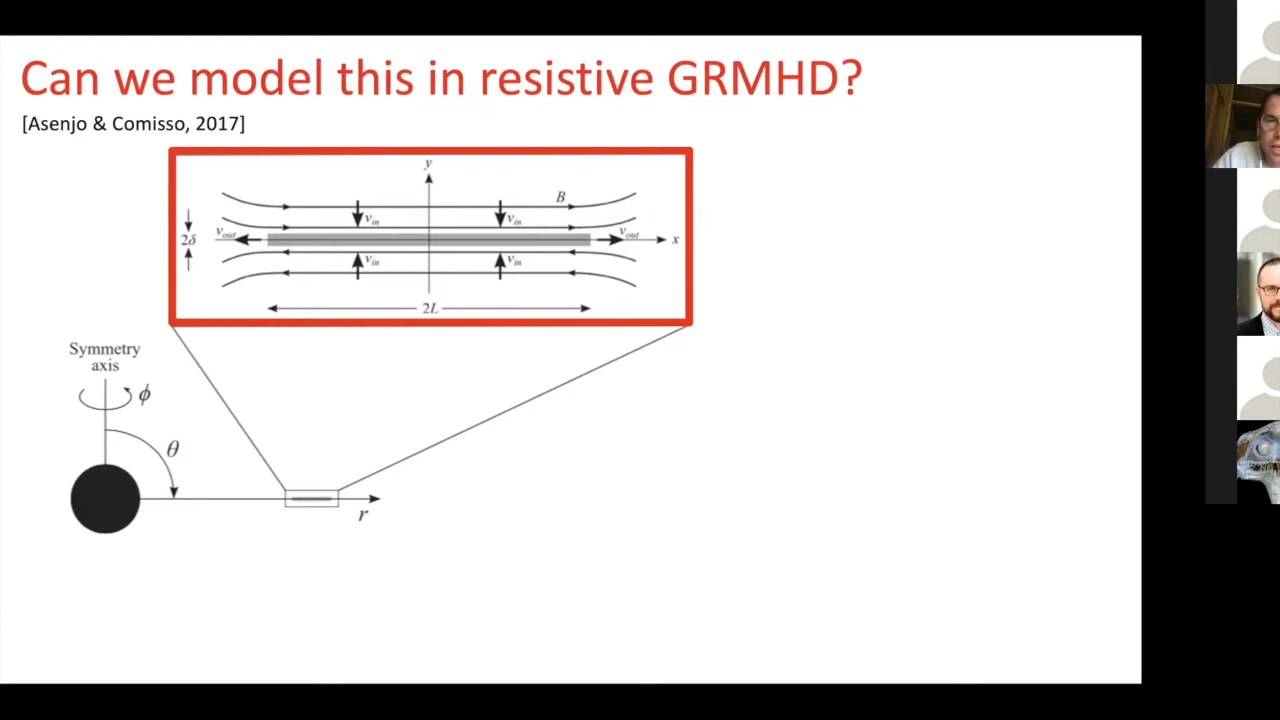 Can we model this in resistive GRMHD?
[Asenjo & Comisso, 2017]
y
B
v_in v_in
2δ v_out v_out x
v_in v_in
2L
Symmetry
axis
ϕ
θ
r